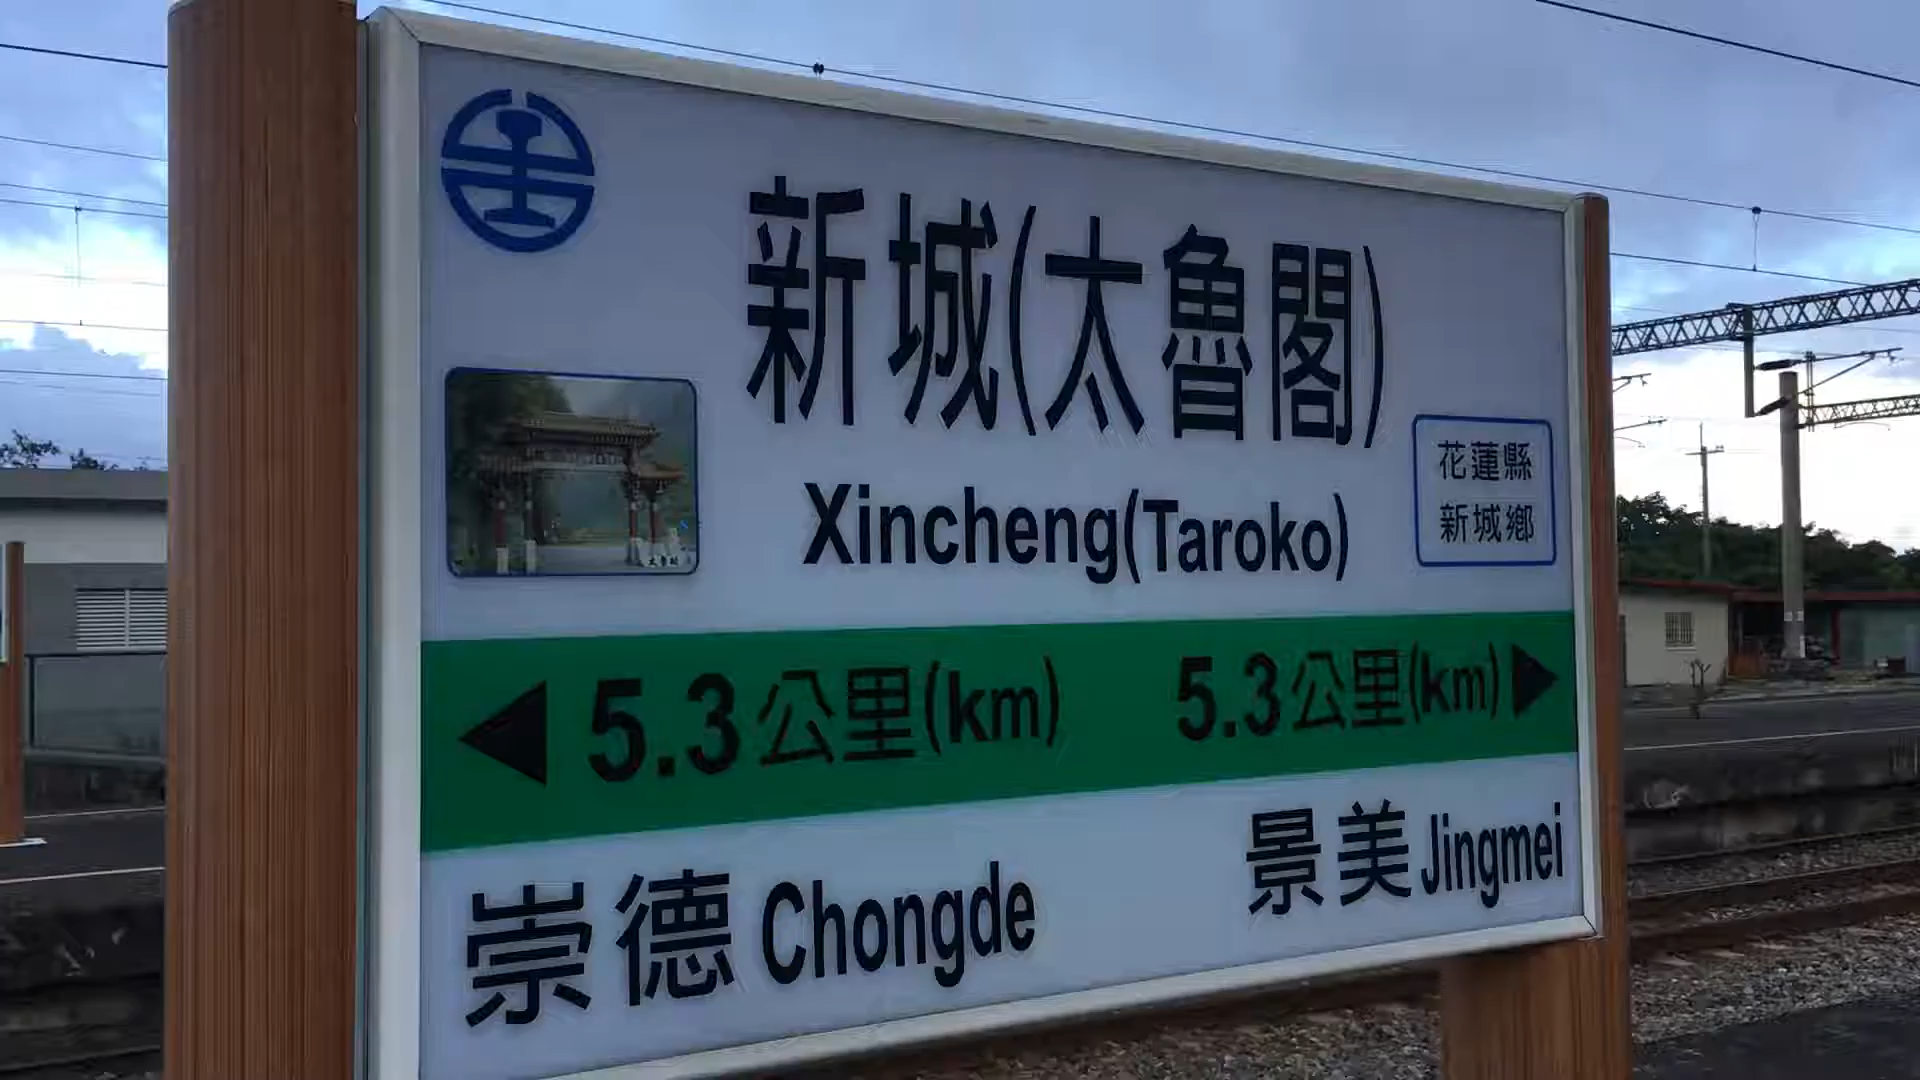 新城(太魯閣)
Xincheng(Taroko)
花蓮縣
新城鄉
5.3公里(km)
5.3公里(km)
崇德 Chongde
景美 Jingmei